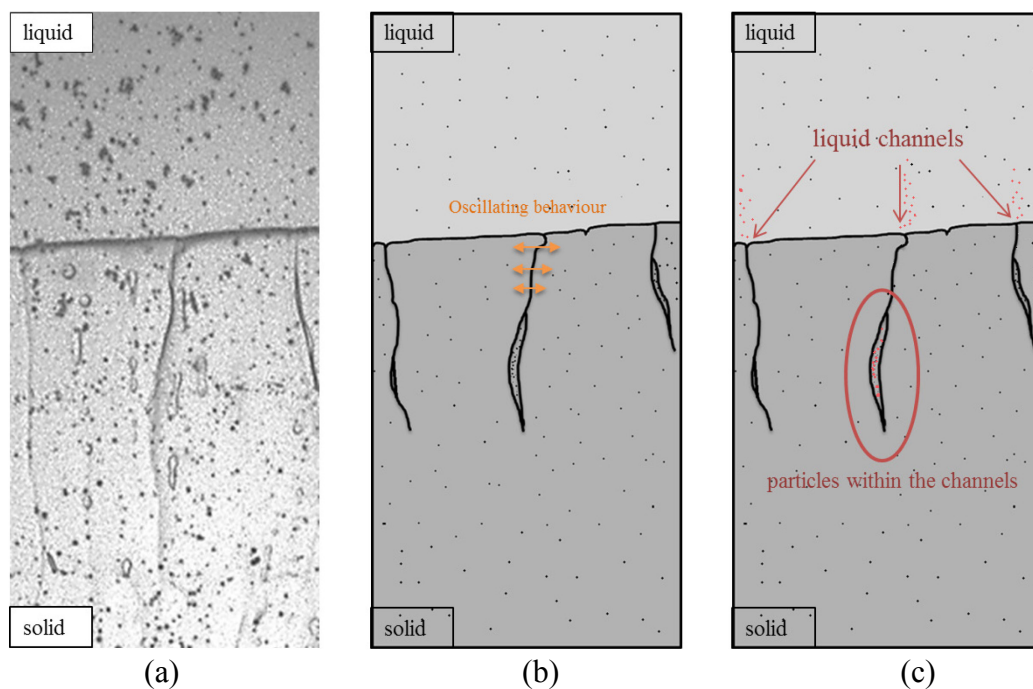 liquid
solid
(a)
liquid
Oscillating behaviour
solid
(b)
liquid
liquid channels
particles within the channels
solid
(c)